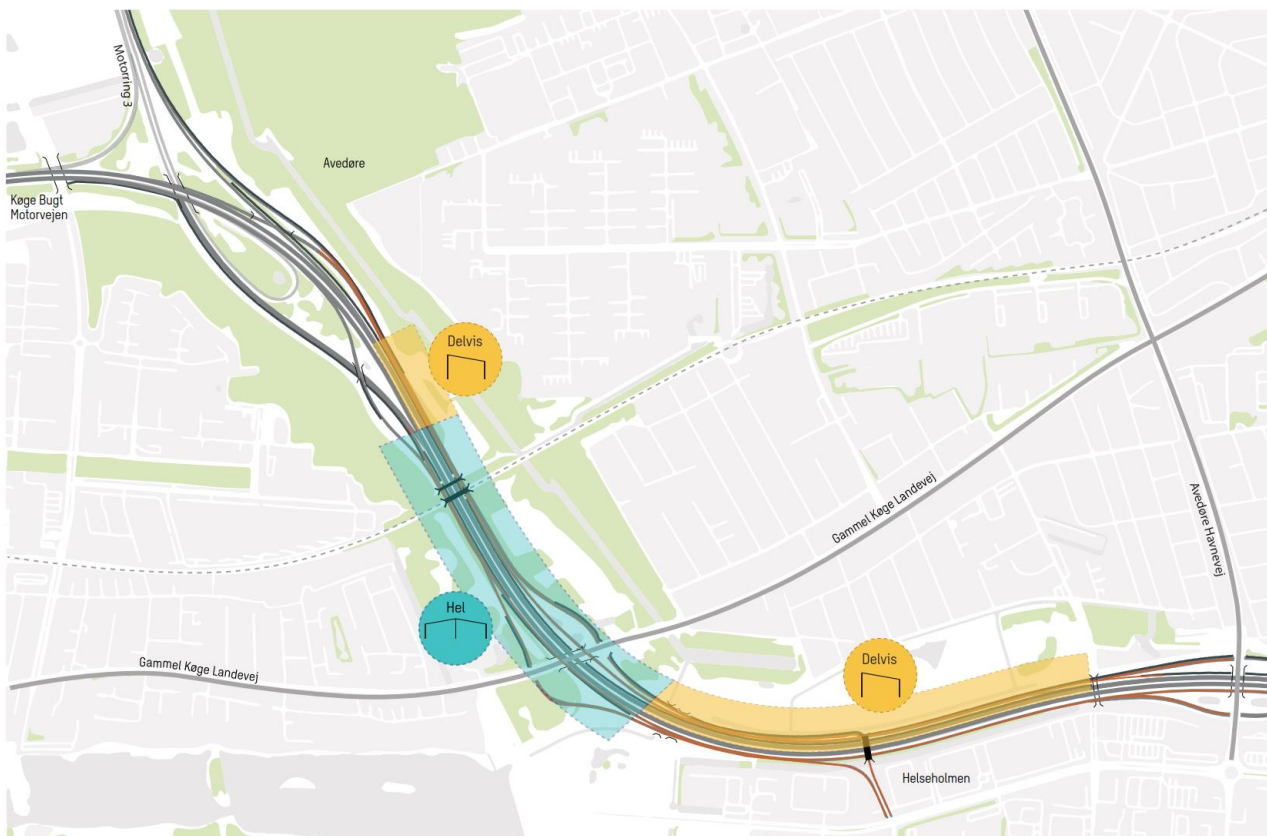 Motorring 3
Avedøre
Køge Bugt
Motorvejen
Delvis
Gammel Køge Landevej
Avedøre Havnevej
Hel
Gammel Køge Landevej
Delvis
Helseholmen